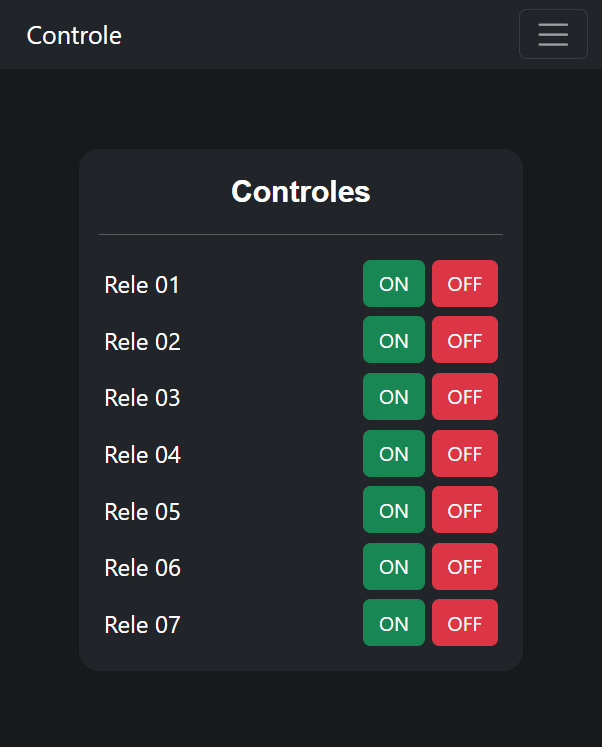 Controle
Controles
Rele 01 ON OFF
Rele 02 ON OFF
Rele 03 ON OFF
Rele 04 ON OFF
Rele 05 ON OFF
Rele 06 ON OFF
Rele 07 ON OFF